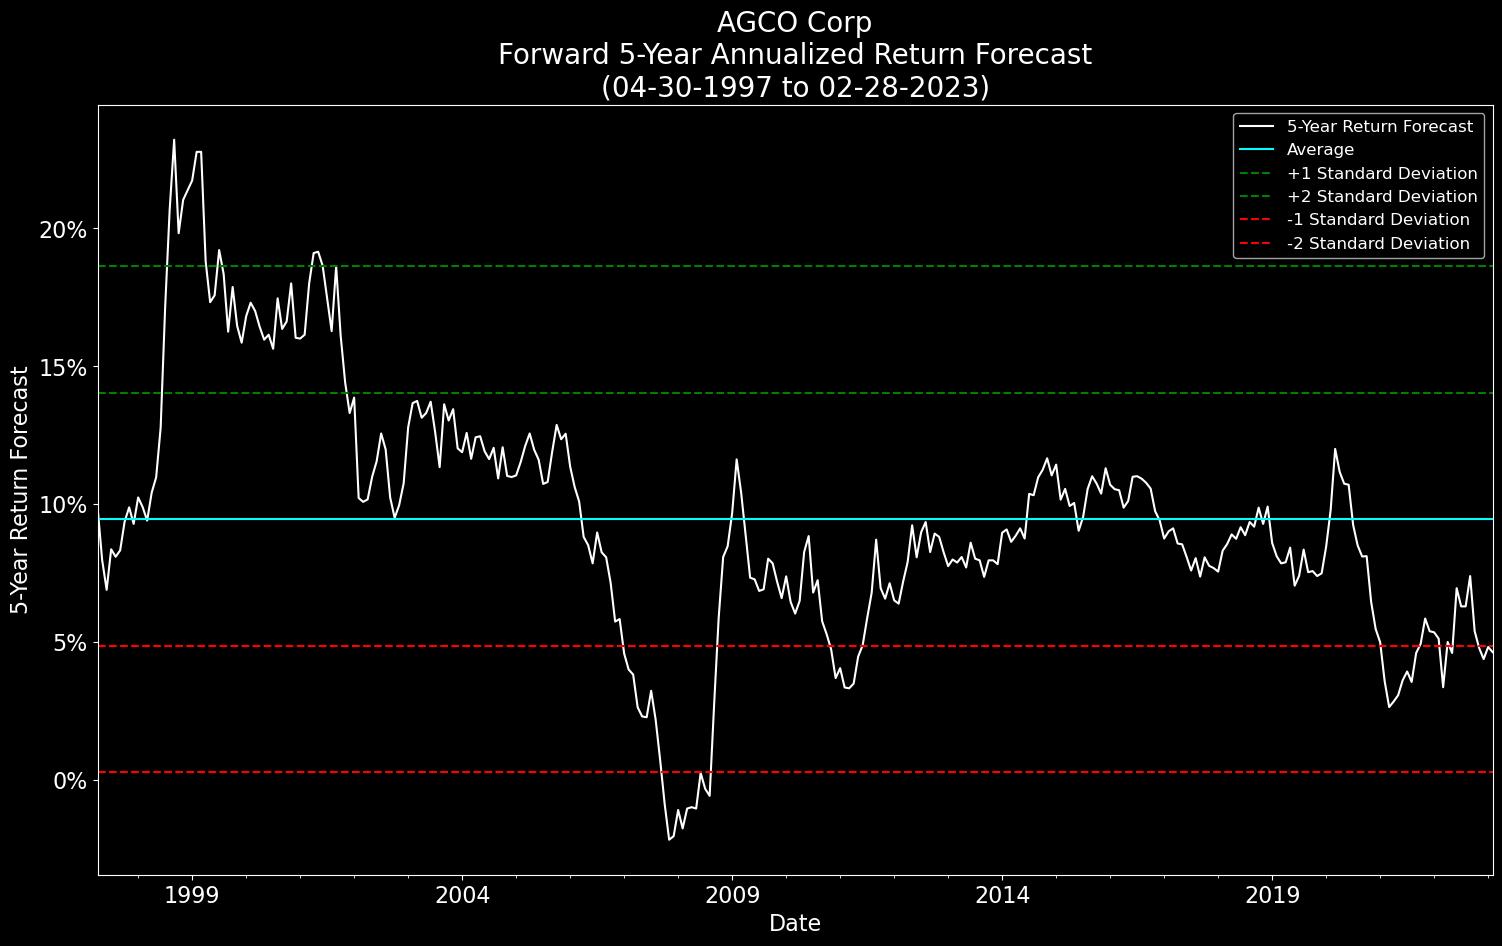 AGCO Corp
Forward 5-Year Annualized Return Forecast
(04-30-1997 to 02-28-2023)
5-Year Return Forecast
Average
+1 Standard Deviation
+2 Standard Deviation
-1 Standard Deviation
-2 Standard Deviation
5-Year Return Forecast
20%
15%
10%
5%
0%
1999
2004
2009
2014
2019
Date